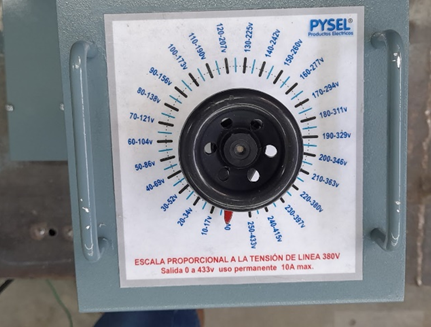 PYSEL
Productos Electricos
0v
10-17v
20-34v
30-52v
40-69v
50-86v
60-104v
70-121v
80-138v
90-156v
100-173v
110-190v
120-207v
130-225v
140-242v
150-260v
160-277v
170-294v
180-311v
190-329v
200-346v
210-363v
220-380v
230-397v
240-415v
250-433v
ESCALA PROPORCIONAL A LA TENSIÓN DE LINEA 380V
Salida 0 a 433v uso permanente 10A max.